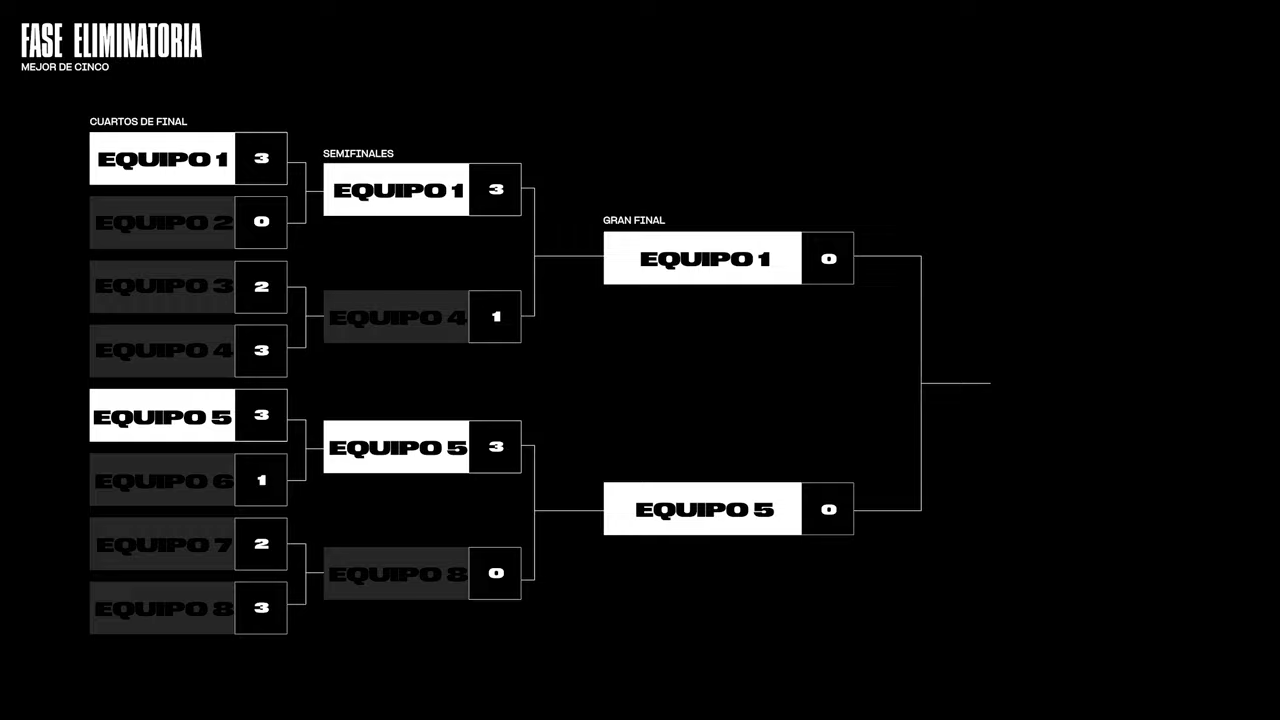 FASE ELIMINATORIA
MEJOR DE CINCO
CUARTOS DE FINAL
EQUIPO 1 3
EQUIPO 2 0
EQUIPO 3 2
EQUIPO 4 3
EQUIPO 5 3
EQUIPO 6 1
EQUIPO 7 2
EQUIPO 8 3
SEMIFINALES
EQUIPO 1 3
EQUIPO 4 1
EQUIPO 5 3
EQUIPO 8 0
GRAN FINAL
EQUIPO 1 0
EQUIPO 5 0